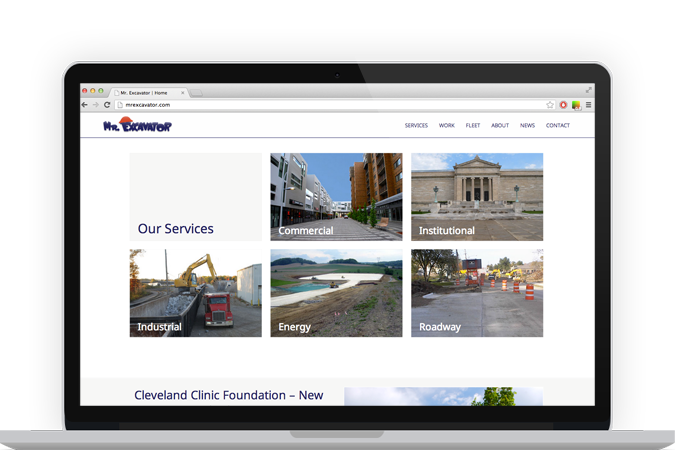 Mr. Excavator | Home
mrexcavator.com
MR. EXCAVATOR
SERVICES WORK FLEET ABOUT NEWS CONTACT
Our Services
Commercial
Institutional
Industrial
Energy
Roadway
Cleveland Clinic Foundation – New